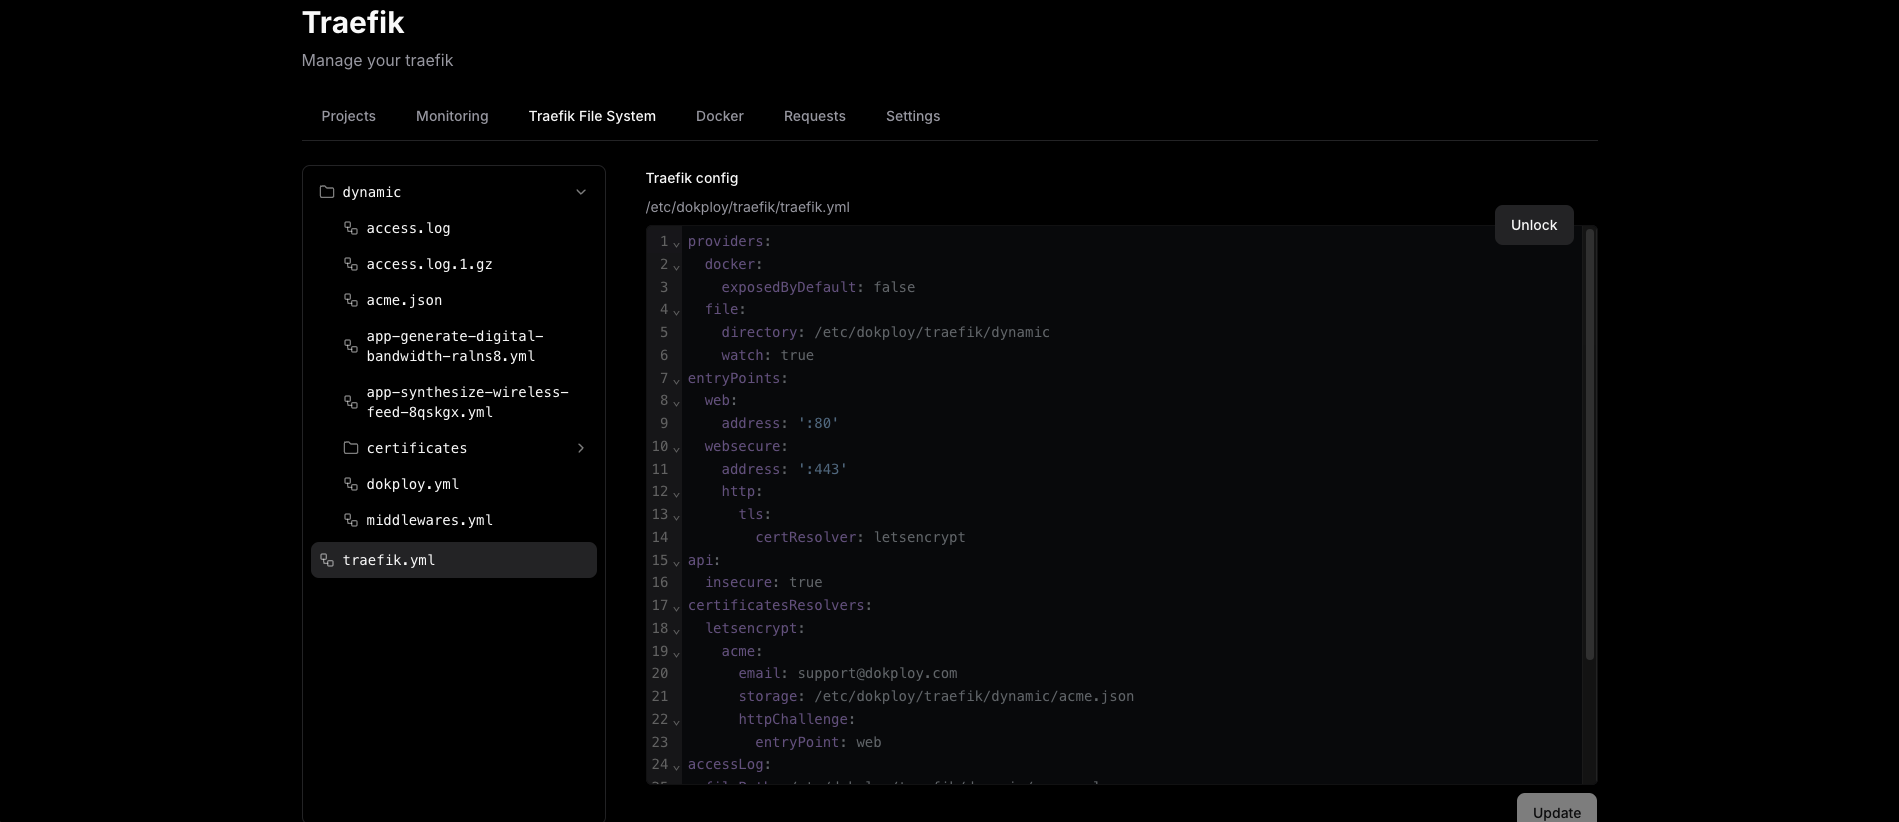 Traefik
Manage your traefik
Projects
Monitoring
Traefik File System
Docker
Requests
Settings
dynamic
access.log
access.log.1.gz
acme.json
app-generate-digital-
bandwidth-ralns8.yml
app-synthesize-wireless-
feed-8qskgx.yml
certificates
dokploy.yml
middlewares.yml
traefik.yml
Traefik config
/etc/dokploy/traefik/traefik.yml
Unlock
1 providers:
2   docker:
3     exposedByDefault: false
4   file:
5     directory: /etc/dokploy/traefik/dynamic
6     watch: true
7 entryPoints:
8   web:
9     address: ':80'
10   websecure:
11     address: ':443'
12     http:
13       tls:
14         certResolver: letsencrypt
15 api:
16   insecure: true
17 certificatesResolvers:
18   letsencrypt:
19     acme:
20       email: support@dokploy.com
21       storage: /etc/dokploy/traefik/dynamic/acme.json
22       httpChallenge:
23         entryPoint: web
24 accessLog:
Update